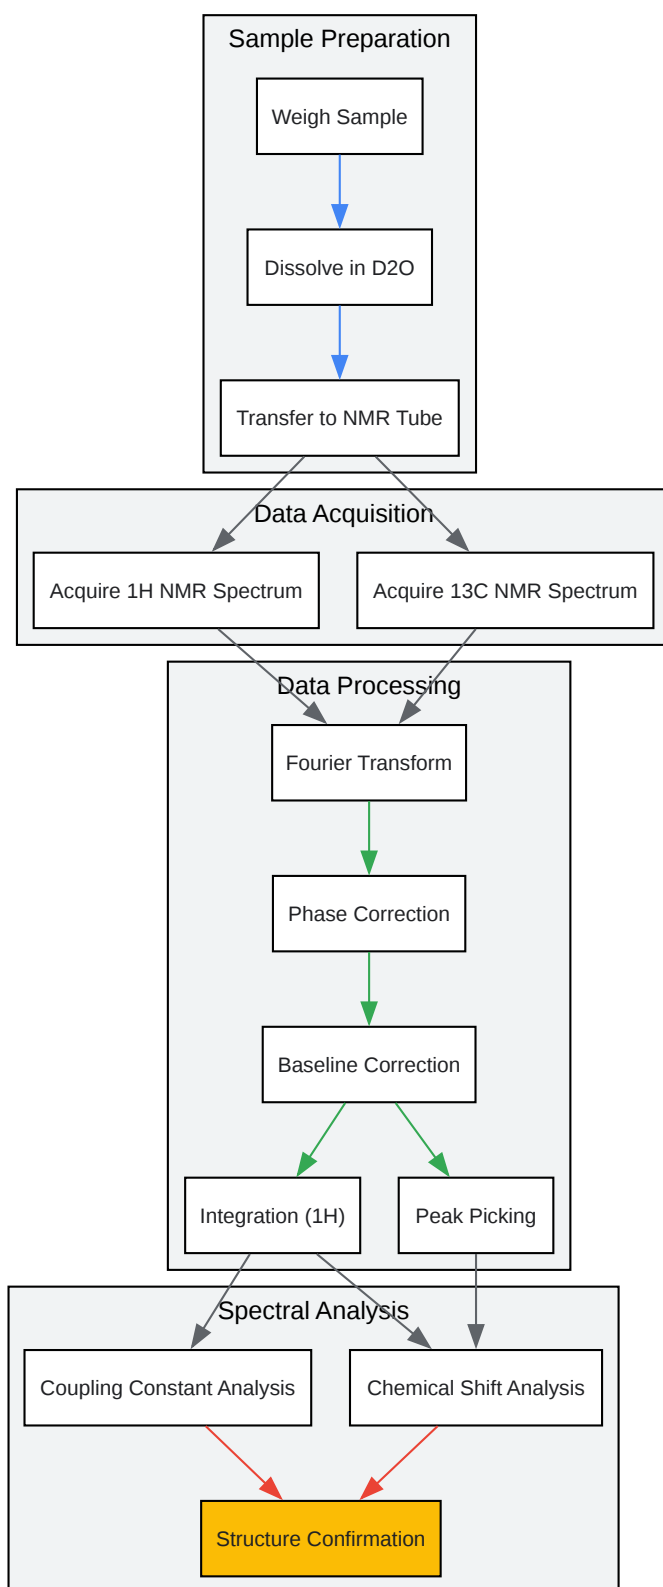 Sample Preparation
Weigh Sample
Dissolve in D2O
Transfer to NMR Tube
Data Acquisition
Acquire 1H NMR Spectrum
Acquire 13C NMR Spectrum
Data Processing
Fourier Transform
Phase Correction
Baseline Correction
Integration (1H)
Peak Picking
Spectral Analysis
Coupling Constant Analysis
Chemical Shift Analysis
Structure Confirmation